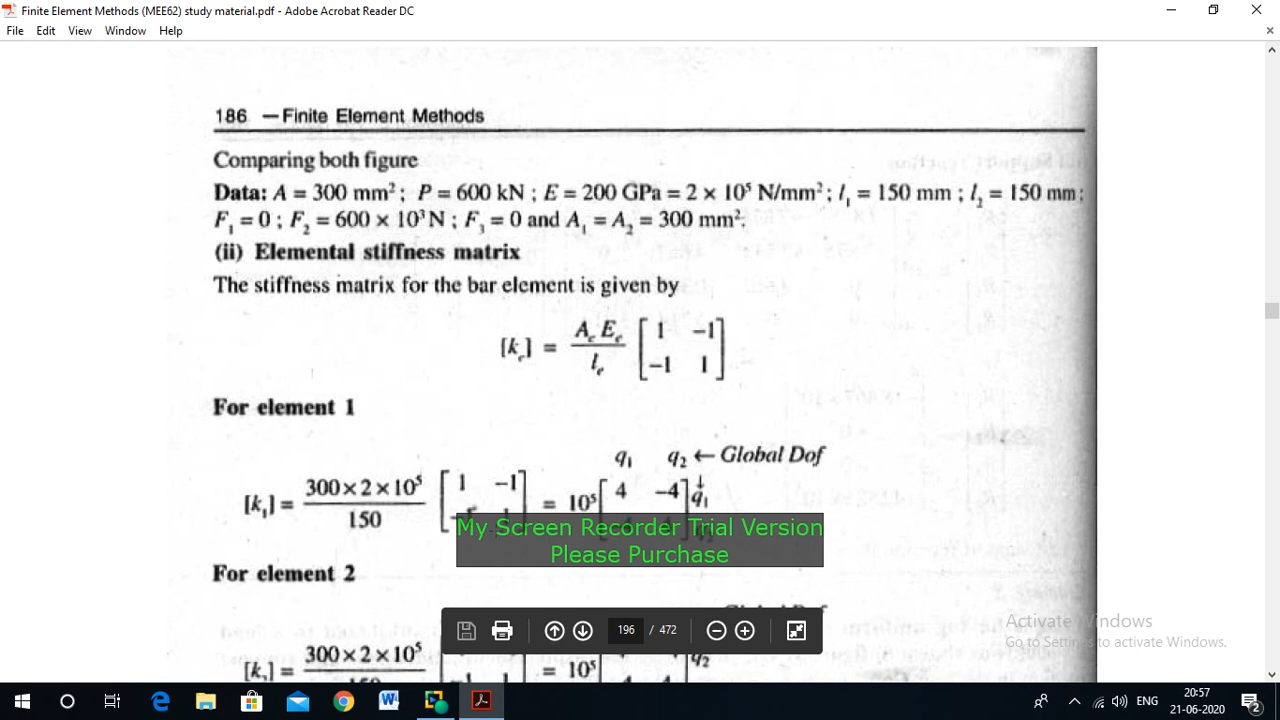 Finite Element Methods (MEE62) study material.pdf - Adobe Acrobat Reader DC
File Edit View Window Help
186 — Finite Element Methods
Comparing both figure
Data: A = 300 mm²; P = 600 kN ; E = 200 GPa = 2 × 10⁵ N/mm²; l₁ = 150 mm ; l₂ = 150 mm ;
F₁ = 0 ; F₂ = 600 × 10³ N ; F₃ = 0 and A₁ = A₂ = 300 mm².
(ii) Elemental stiffness matrix
The stiffness matrix for the bar element is given by
[kₑ] = Aₑ Eₑ / lₑ [1 −1
−1 1]
For element 1
q₁ q₂ ← Global Dof
[k₁] = 300×2×10⁵ / 150 [1 −1] = 10⁵ [4 −4] q₁
My Screen Recorder Trial Version
Please Purchase
For element 2
196 / 472
300×2×10⁵
= 10⁵
q₂
Activate Windows
Go to Settings to activate Windows.
ENG
20:57
21-06-2020
2